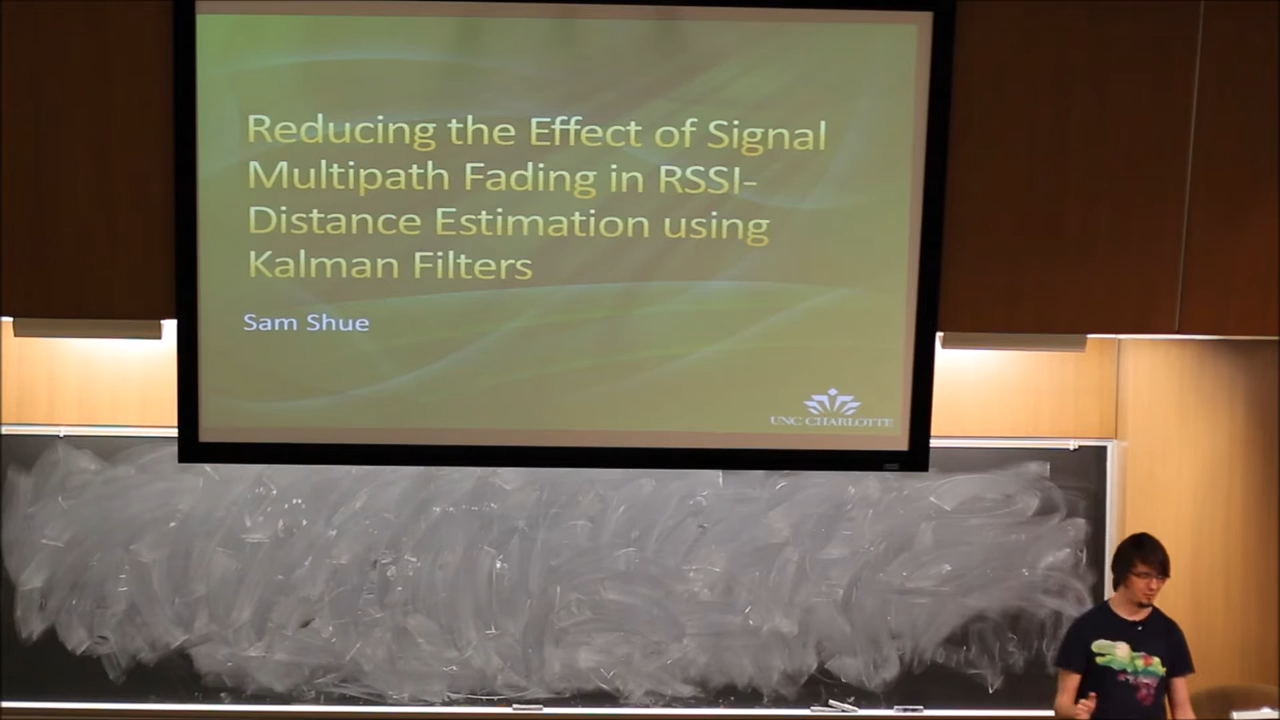 Reducing the Effect of Signal
Multipath Fading in RSSI-
Distance Estimation using
Kalman Filters
Sam Shue
UNC CHARLOTTE